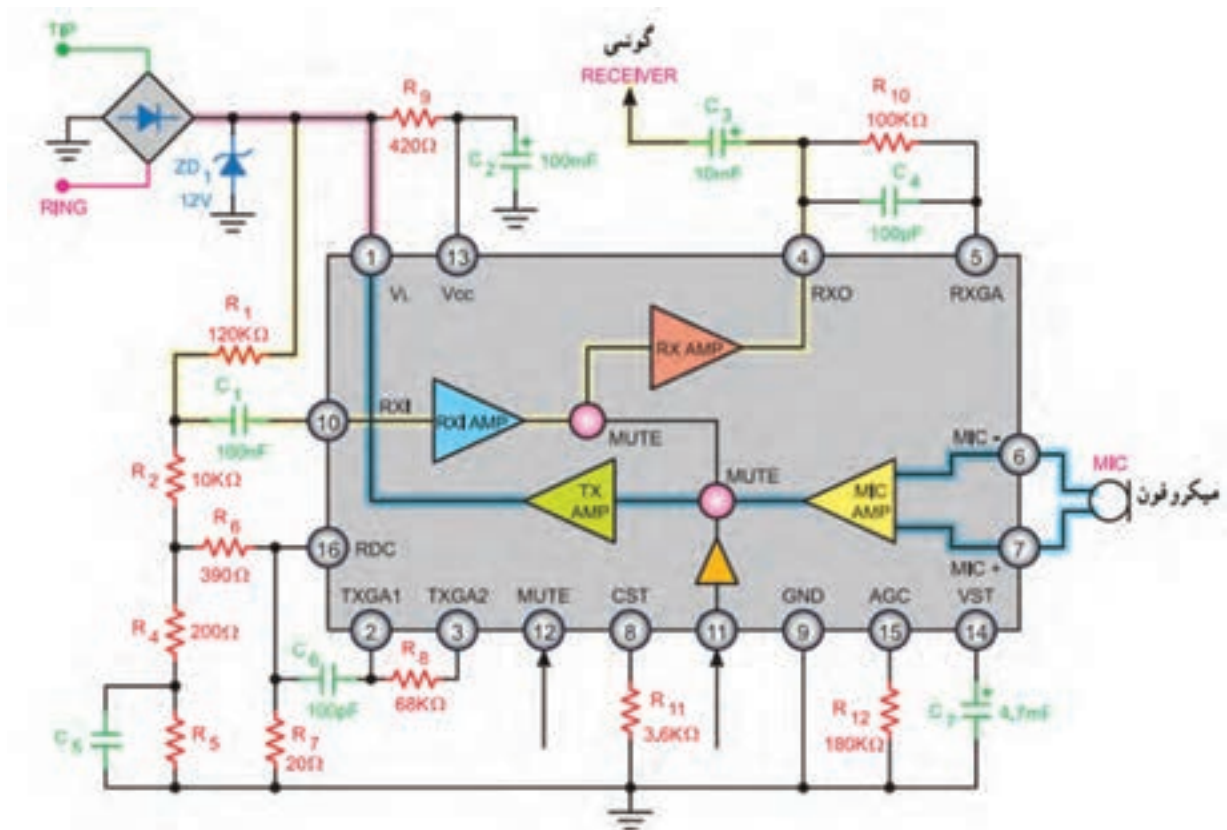 TIP
RING
ZD1
12V
R9
420Ω
C2
100mF
گوشی
RECEIVER
C3
10mF
R10
100KΩ
C4
100pF
1
13
4
5
VL
Vcc
RXO
RXGA
R1
120KΩ
C1
100nF
10
RXI
RXI AMP
RX AMP
MUTE
MUTE
TX
AMP
MIC
AMP
MIC -
6
MIC
میکروفون
7
MIC +
R2
10KΩ
R6
390Ω
16
RDC
R4
200Ω
C5
R5
R7
20Ω
C6
100pF
R8
68KΩ
TXGA1
TXGA2
MUTE
CST
GND
AGC
VST
2
3
12
8
11
9
15
14
R11
3.6KΩ
R12
180KΩ
C7
4.7mF